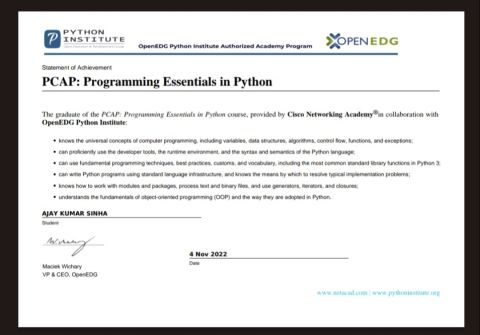 PYTHON
INSTITUTE
OpenEDG Python Institute Authorized Academy Program
OPENEDG
Statement of Achievement
PCAP: Programming Essentials in Python
The graduate of the PCAP: Programming Essentials in Python course, provided by Cisco Networking Academy®in collaboration with
OpenEDG Python Institute:
• knows the universal concepts of computer programming, including variables, data structures, algorithms, control flow, functions, and exceptions;
• can proficiently use the developer tools, the runtime environment, and the syntax and semantics of the Python language;
• can use fundamental programming techniques, best practices, customs, and vocabulary, including the most common standard library functions in Python 3;
• can write Python programs using standard language infrastructure, and knows the means by which to resolve typical implementation problems;
• knows how to work with modules and packages, process text and binary files, and use generators, iterators, and closures;
• understands the fundamentals of object-oriented programming (OOP) and the way they are adopted in Python.
AJAY KUMAR SINHA
Student
4 Nov 2022
Date
Maciek Wichary
VP & CEO, OpenEDG
www.netacad.com | www.pythoninstitute.org